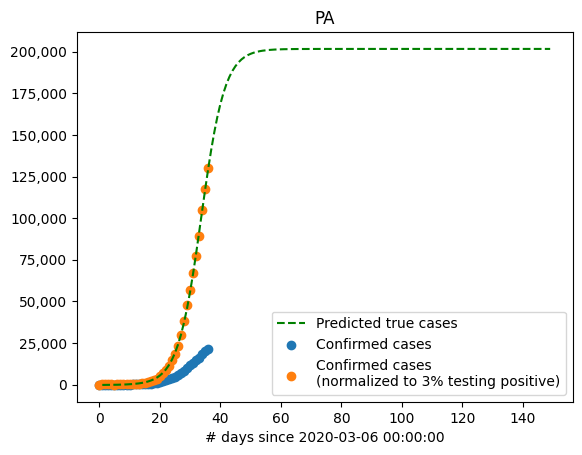 PA
200,000
175,000
150,000
125,000
100,000
75,000
50,000
25,000
0
Predicted true cases
Confirmed cases
Confirmed cases
(normalized to 3% testing positive)
0 20 40 60 80 100 120 140
# days since 2020-03-06 00:00:00